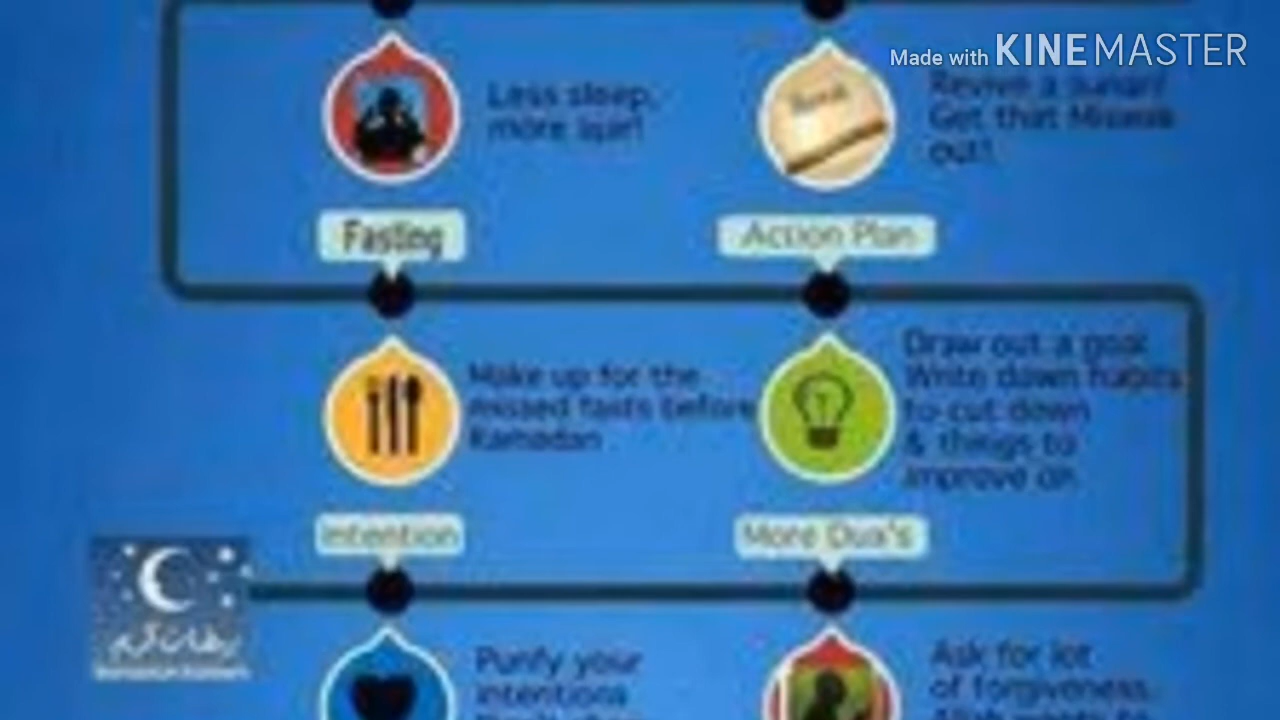 Made with KINEMASTER
Less sleep,
more
Revive a sunah!
Get that Miswak
out!
Fasting
Action Plan
Make up for the
missed fasts before
Ramadan
Draw out a goal
Write down habits
to cut down
& things to
improve on
Intention
More Dua's
رمضان كريم
Purify your
intentions
Ask for lot
of forgiveness.